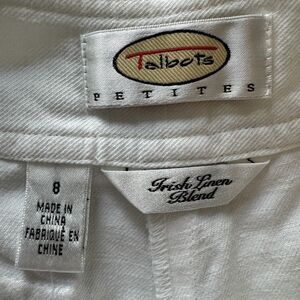 Talbots
PETITES
8
MADE IN
CHINA
FABRIQUÉ EN
CHINE
Irish Linen
Blend